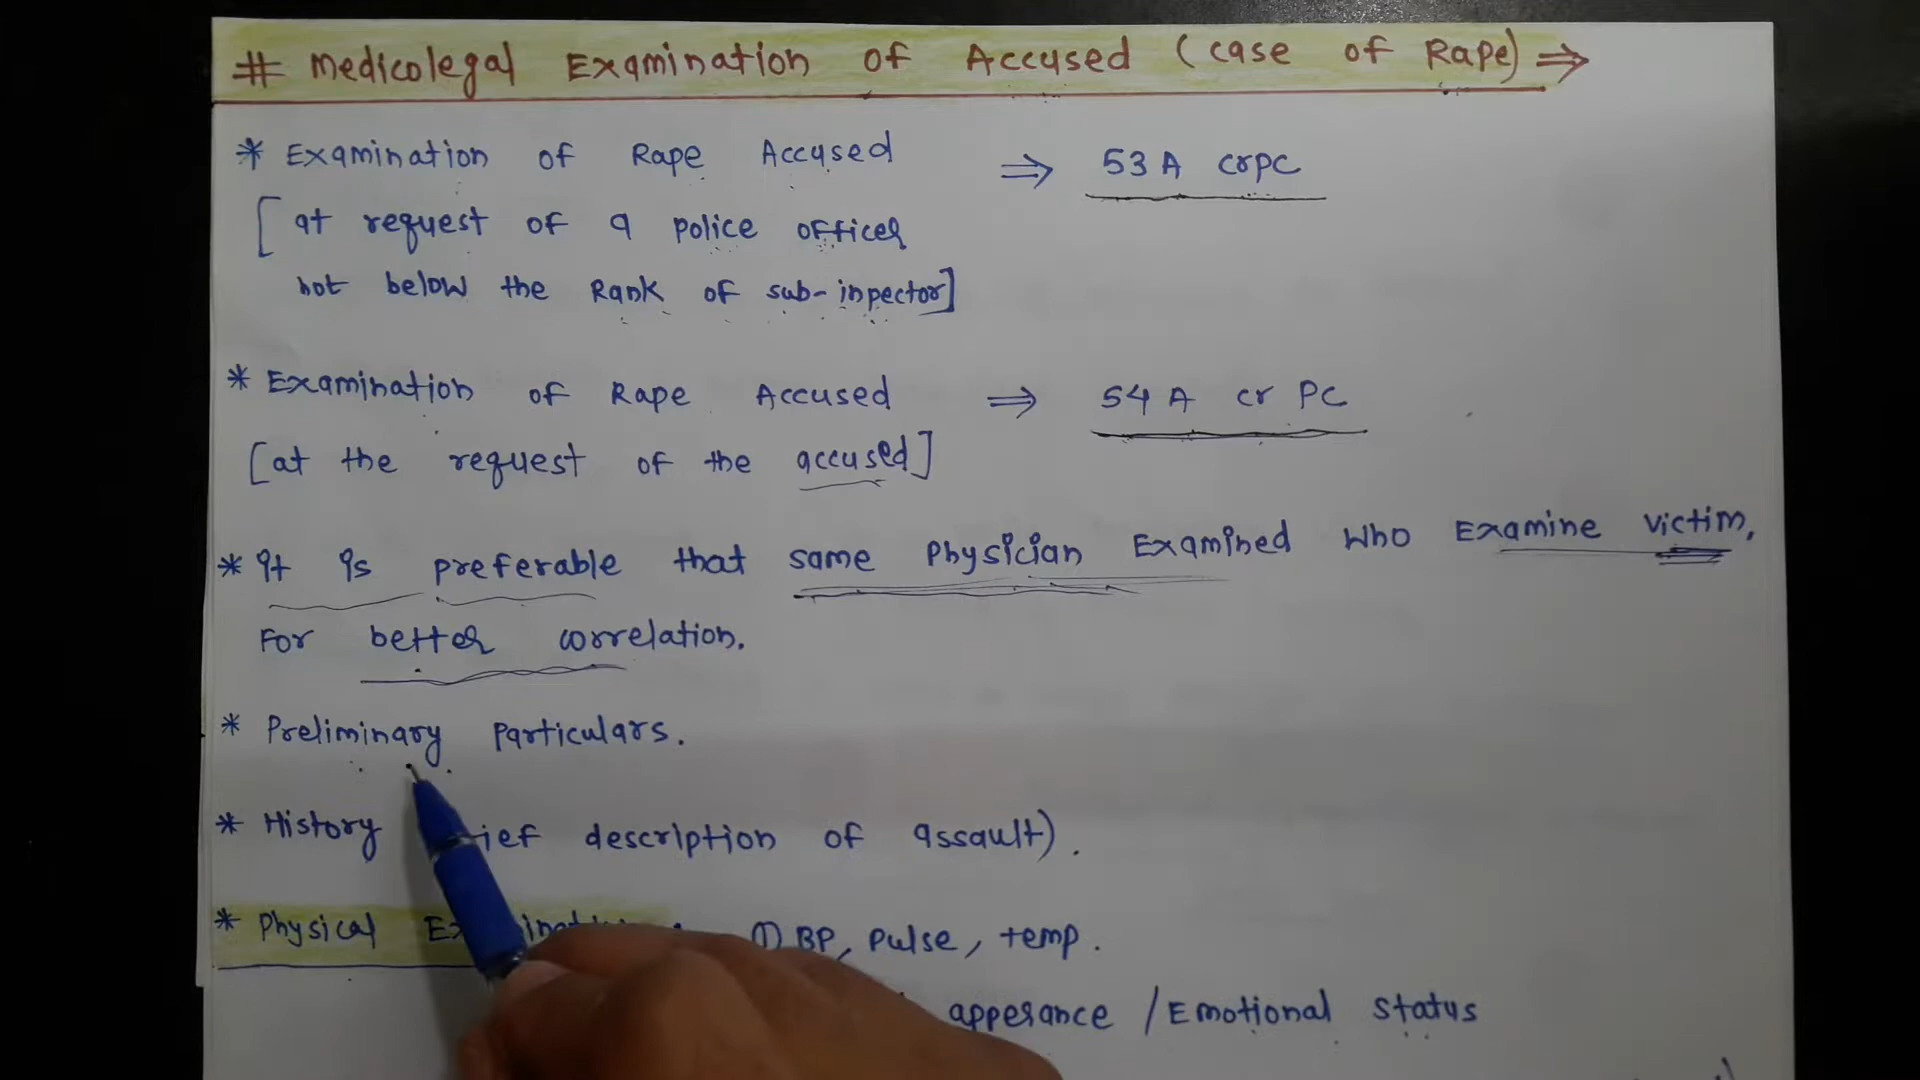 # Medicolegal Examination of Accused (case of Rape) ⇒
* Examination of Rape Accused ⇒ 53 A crpc
[at request of a police officer
not below the Rank of sub-inpector]
* Examination of Rape Accused ⇒ 54 A cr PC
[at the request of the accused]
* It is preferable that same Physician Examined who Examine victim,
For better correlation.
* Preliminary Particulars.
* History ief description of assault).
* Physical Ex ① BP, Pulse, temp.
apperance / Emotional status